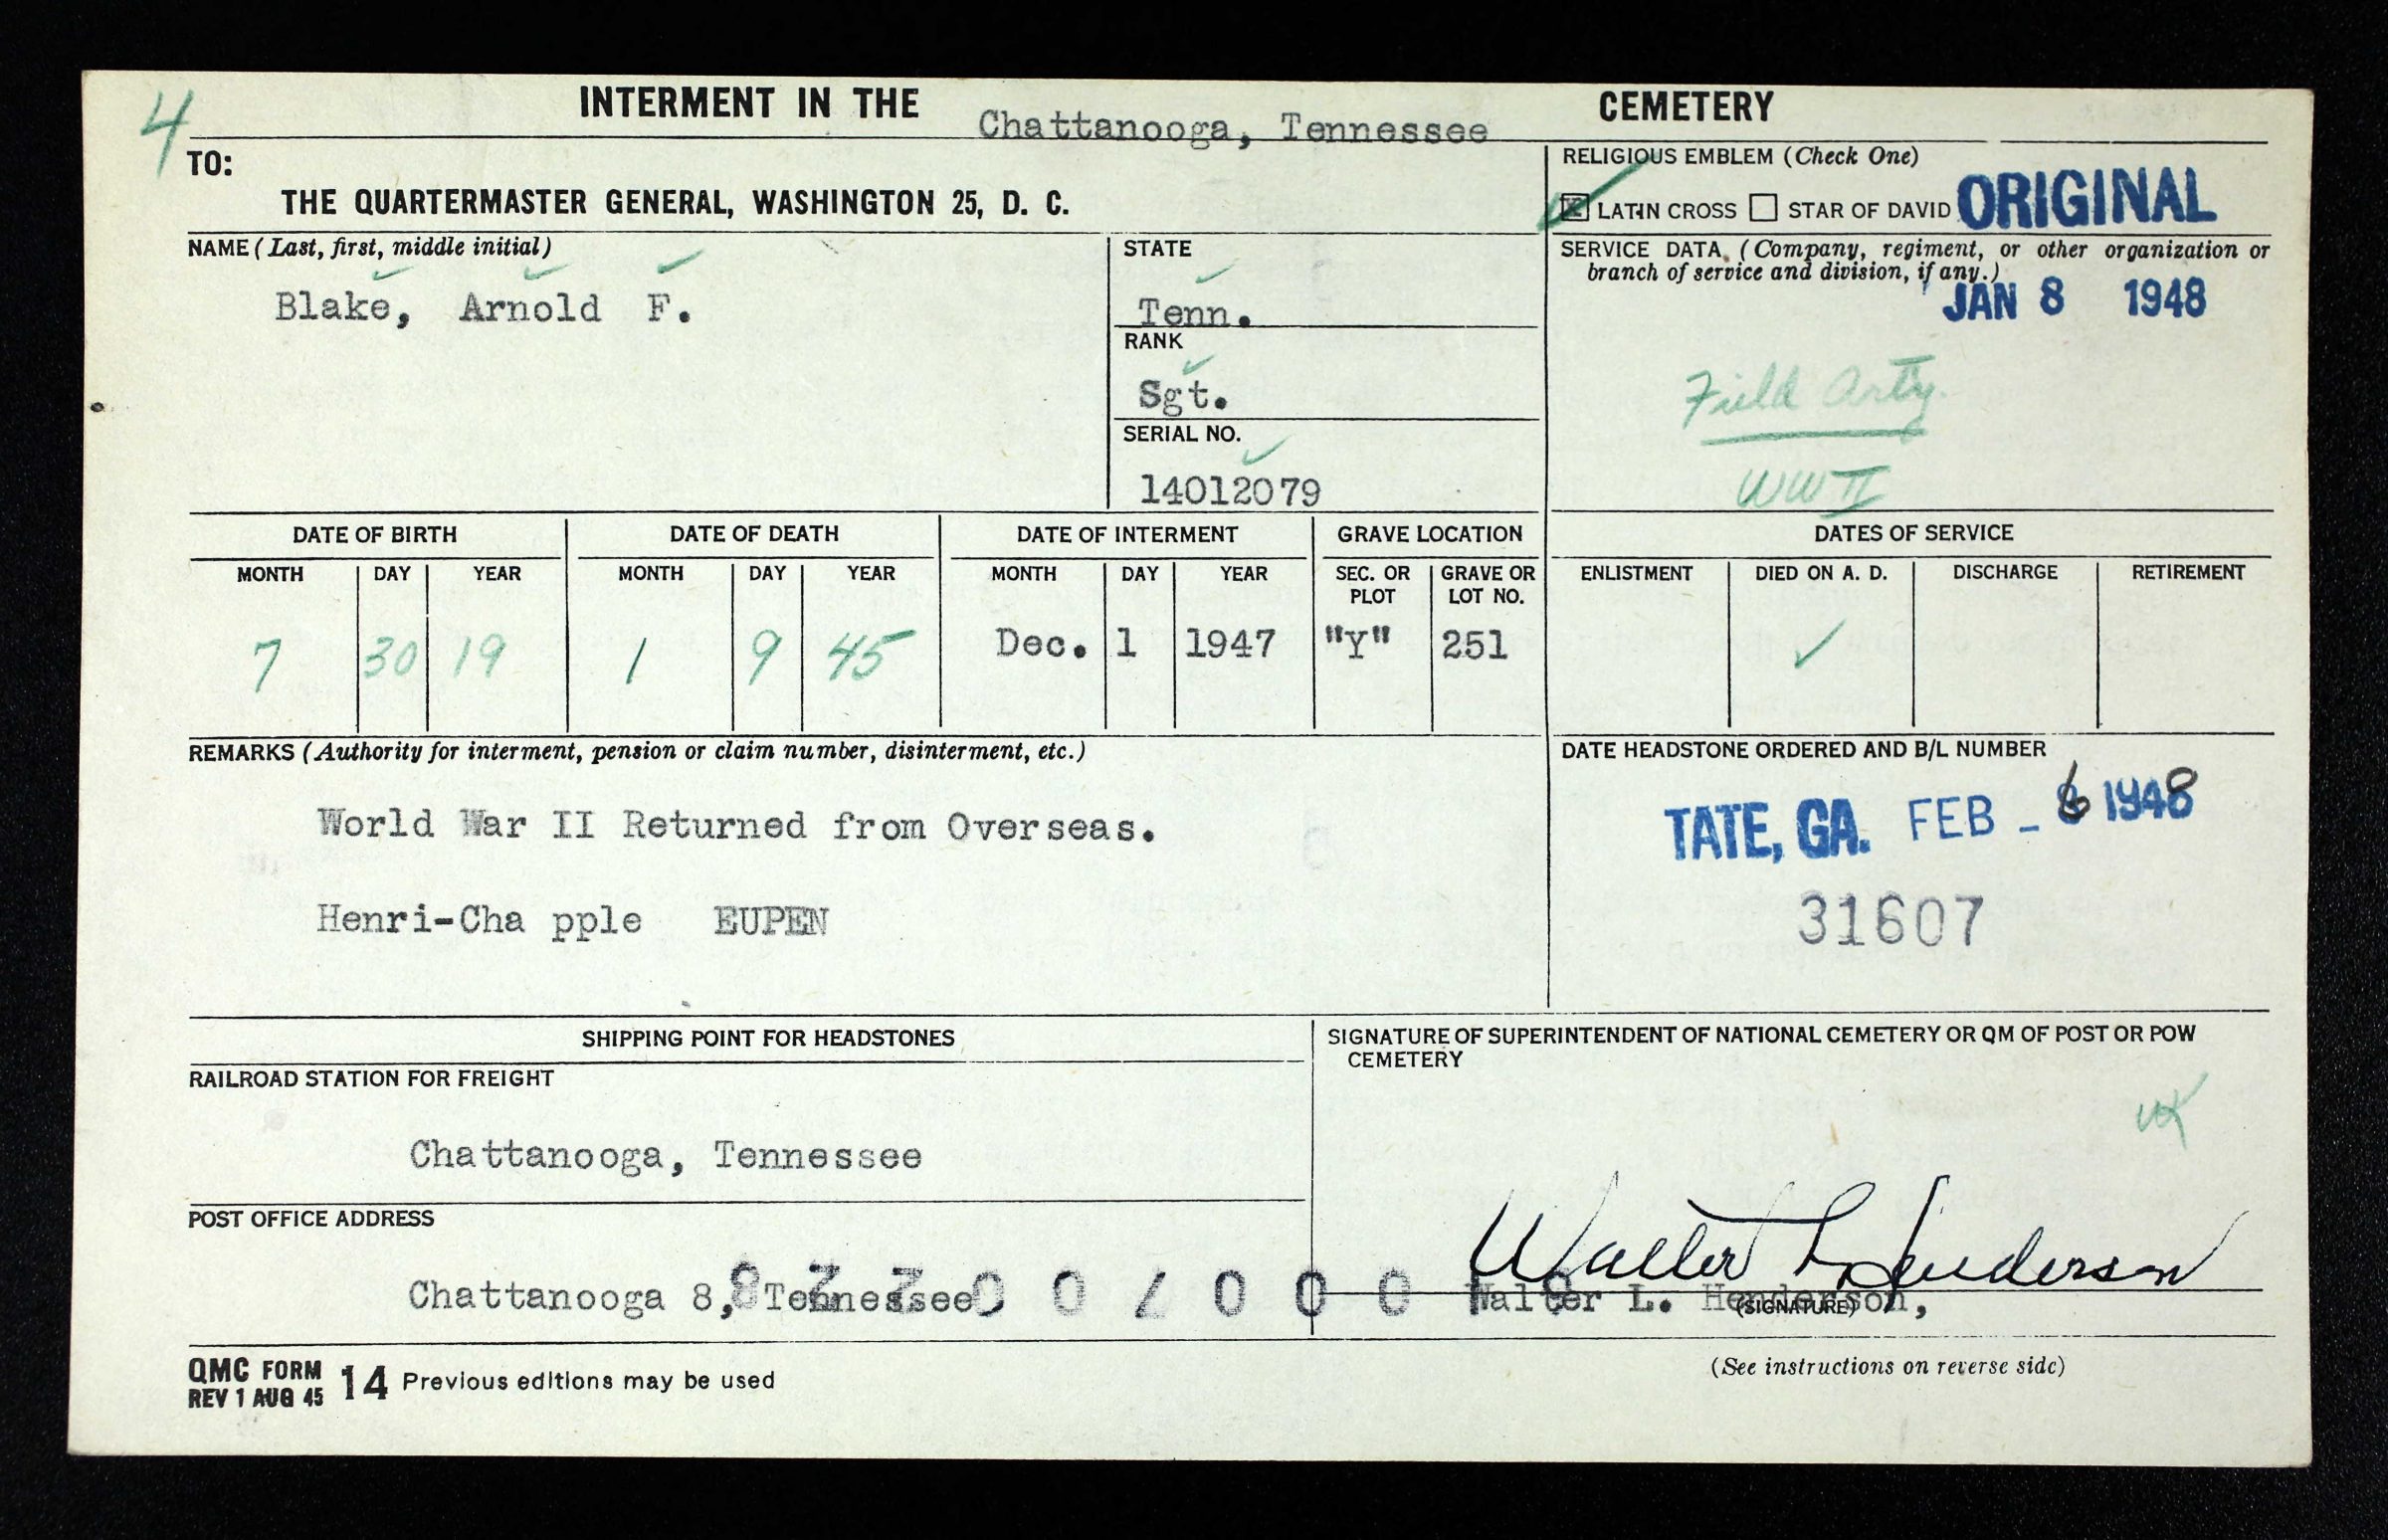 4
INTERMENT IN THE Chattanooga, Tennessee CEMETERY
TO:
THE QUARTERMASTER GENERAL, WASHINGTON 25, D. C.
RELIGIOUS EMBLEM (Check One)
X LATIN CROSS STAR OF DAVID ORIGINAL
NAME (Last, first, middle initial)
Blake, Arnold F.
STATE
Tenn.
RANK
Sgt.
SERIAL NO.
14012079
SERVICE DATA (Company, regiment, or other organization or
branch of service and division, if any.)
JAN 8 1948
Field Arty.
WW II
DATE OF BIRTH DATE OF DEATH DATE OF INTERMENT GRAVE LOCATION DATES OF SERVICE
MONTH DAY YEAR MONTH DAY YEAR MONTH DAY YEAR SEC. OR PLOT GRAVE OR LOT NO. ENLISTMENT DIED ON A. D. DISCHARGE RETIREMENT
7 30 19 1 9 45 Dec. 1 1947 "Y" 251 ✓
REMARKS (Authority for interment, pension or claim number, disinterment, etc.)
World War II Returned from Overseas.
Henri-Cha pple EUPEN
DATE HEADSTONE ORDERED AND B/L NUMBER
TATE, GA. FEB - 6 1948
31607
SHIPPING POINT FOR HEADSTONES
RAILROAD STATION FOR FREIGHT
Chattanooga, Tennessee
POST OFFICE ADDRESS
Chattanooga 8, Tennessee
SIGNATURE OF SUPERINTENDENT OF NATIONAL CEMETERY OR QM OF POST OR POW
CEMETERY
Walter L Henderson
Walter L. Henderson,
(SIGNATURE)
QMC FORM
REV 1 AUG 45 14 Previous editions may be used
(See instructions on reverse side)